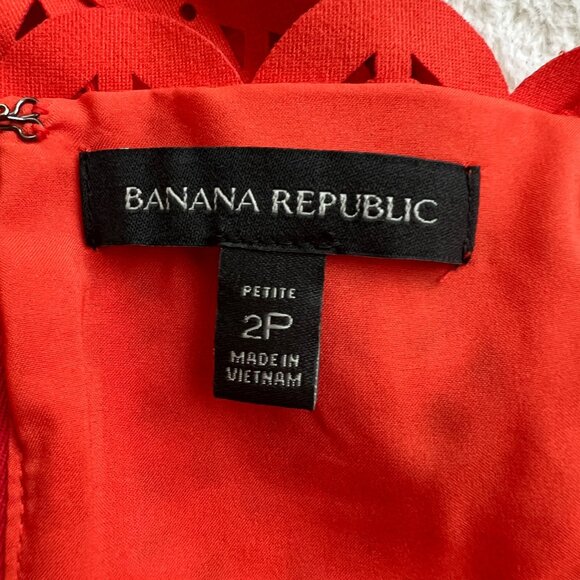 BANANA REPUBLIC
PETITE
2P
MADE IN
VIETNAM